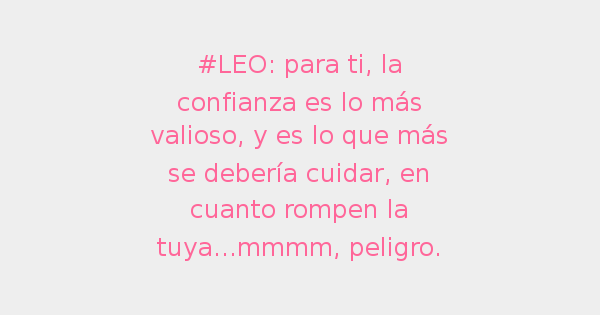 #LEO: para ti, la
confianza es lo más
valioso, y es lo que más
se debería cuidar, en
cuanto rompen la
tuya...mmmm, peligro.